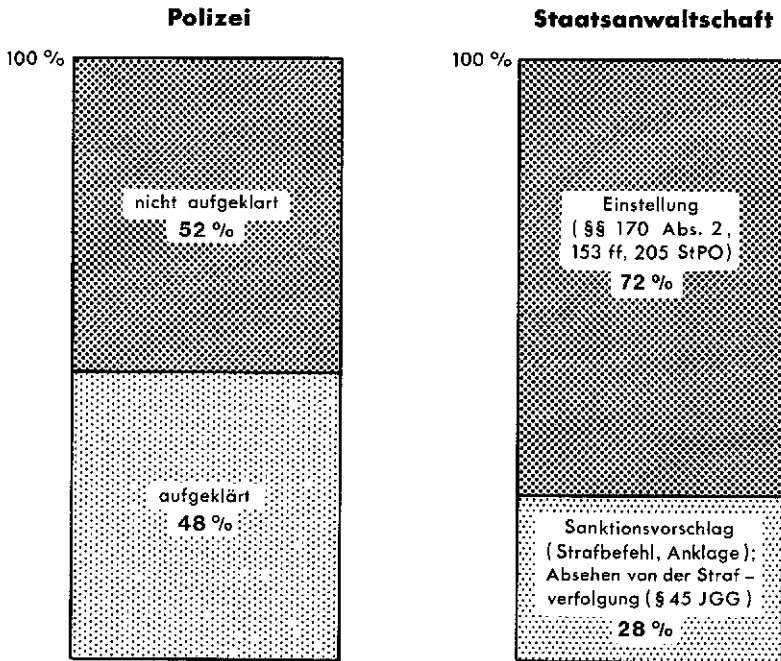 Polizei
100 %
nicht aufgeklart
52 %
aufgeklärt
48 %
Staatsanwaltschaft
100 %
Einstellung
( §§ 170 Abs. 2 ,
153 ff, 205 StPO)
72 %
Sanktionsvorschlag
( Strafbefehl, Anklage);
Absehen von der Straf –
verfolgung ( § 45 JGG )
28 %